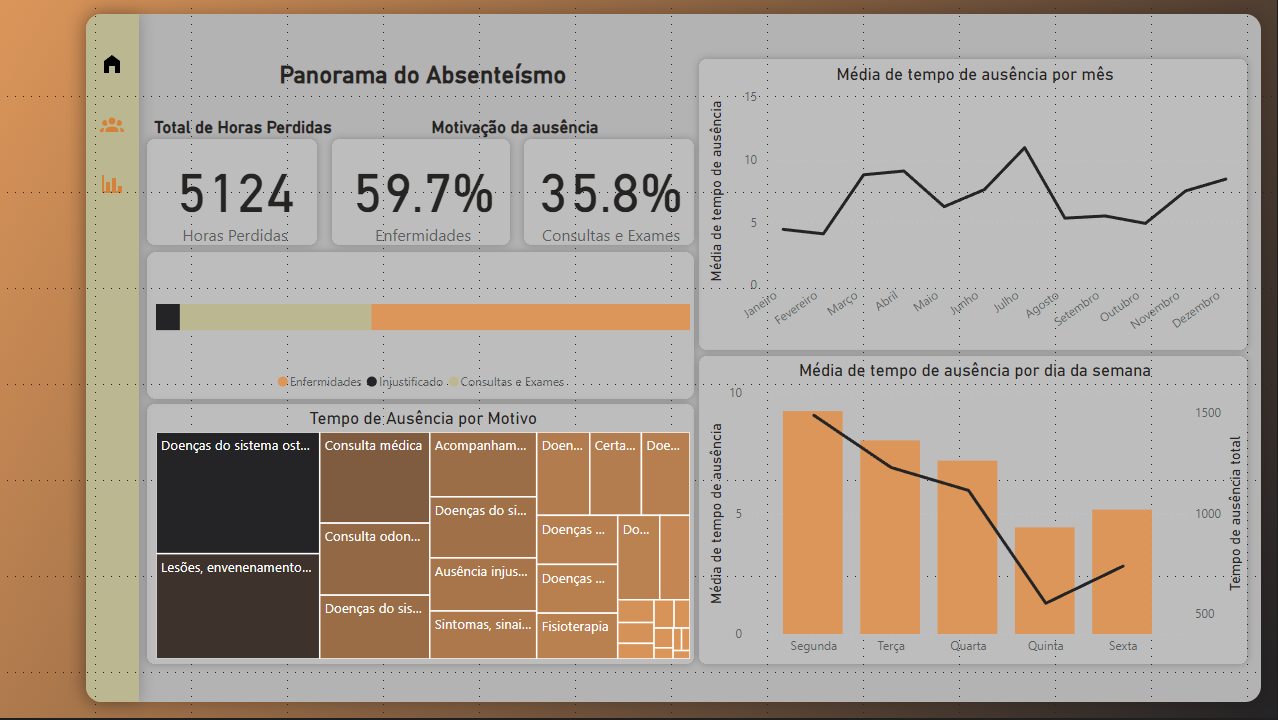 Panorama do Absenteísmo
Total de Horas Perdidas
Motivação da ausência
5124
Horas Perdidas
59.7%
Enfermidades
35.8%
Consultas e Exames
Enfermidades
Injustificado
Consultas e Exames
Tempo de Ausência por Motivo
Doenças do sistema ost...
Lesões, envenenamento...
Consulta médica
Consulta odon...
Doenças do sis...
Acompanham...
Doenças do si...
Ausência injus...
Sintomas, sinai...
Doen...
Certa...
Doe...
Doenças ...
Do...
Doenças ...
Fisioterapia
Média de tempo de ausência por mês
Média de tempo de ausência
15
10
5
0
Janeiro
Fevereiro
Março
Abril
Maio
Junho
Julho
Agosto
Setembro
Outubro
Novembro
Dezembro
Média de tempo de ausência por dia da semana
Média de tempo de ausência
10
5
0
Segunda
Terça
Quarta
Quinta
Sexta
1500
1000
500
Tempo de ausência total